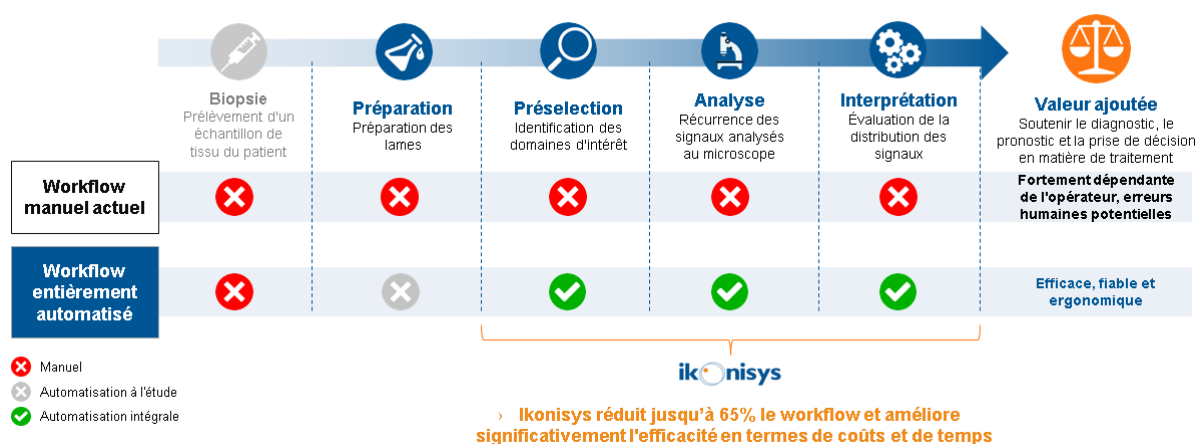 Biopsie
Prélèvement d'un
échantillon de
tissu du patient
Préparation
Préparation des
lames
Préselection
Identification des
domaines d'intérêt
Analyse
Récurrence des
signaux analysés
au microscope
Interprétation
Évaluation de la
distribution des
signaux
Valeur ajoutée
Soutenir le diagnostic, le
pronostic et la prise de décision
en matière de traitement
Workflow
manuel actuel
Fortement dépendante
de l'opérateur, erreurs
humaines potentielles
Workflow
entièrement
automatisé
Efficace, fiable et
ergonomique
Manuel
Automatisation à l'étude
Automatisation intégrale
ikonisys
› Ikonisys réduit jusqu'à 65% le workflow et améliore
significativement l'efficacité en termes de coûts et de temps